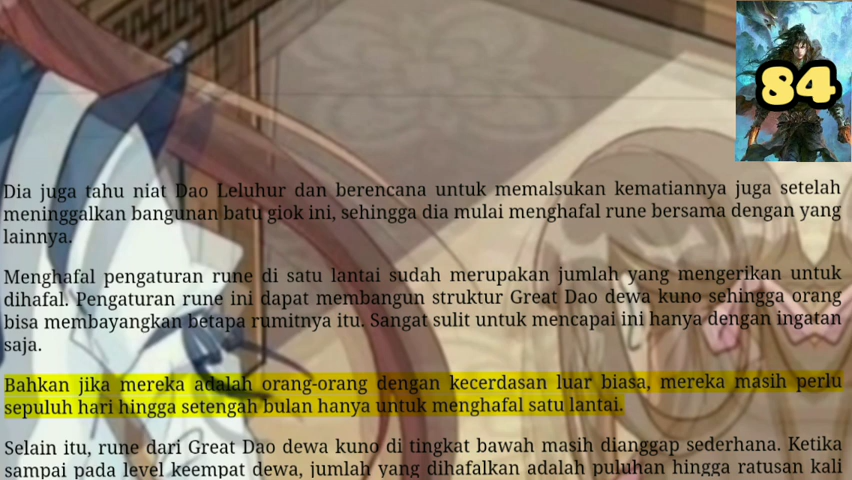 84
Dia juga tahu niat Dao Leluhur dan berencana untuk memalsukan kematiannya juga setelah
meninggalkan bangunan batu giok ini, sehingga dia mulai menghafal rune bersama dengan yang
lainnya.
Menghafal pengaturan rune di satu lantai sudah merupakan jumlah yang mengerikan untuk
dihafal. Pengaturan rune ini dapat membangun struktur Great Dao dewa kuno sehingga orang
bisa membayangkan betapa rumitnya itu. Sangat sulit untuk mencapai ini hanya dengan ingatan
saja.
Bahkan jika mereka adalah orang-orang dengan kecerdasan luar biasa, mereka masih perlu
sepuluh hari hingga setengah bulan hanya untuk menghafal satu lantai.
Selain itu, rune dari Great Dao dewa kuno di tingkat bawah masih dianggap sederhana. Ketika
sampai pada level keempat dewa, jumlah yang dihafalkan adalah puluhan hingga ratusan kali